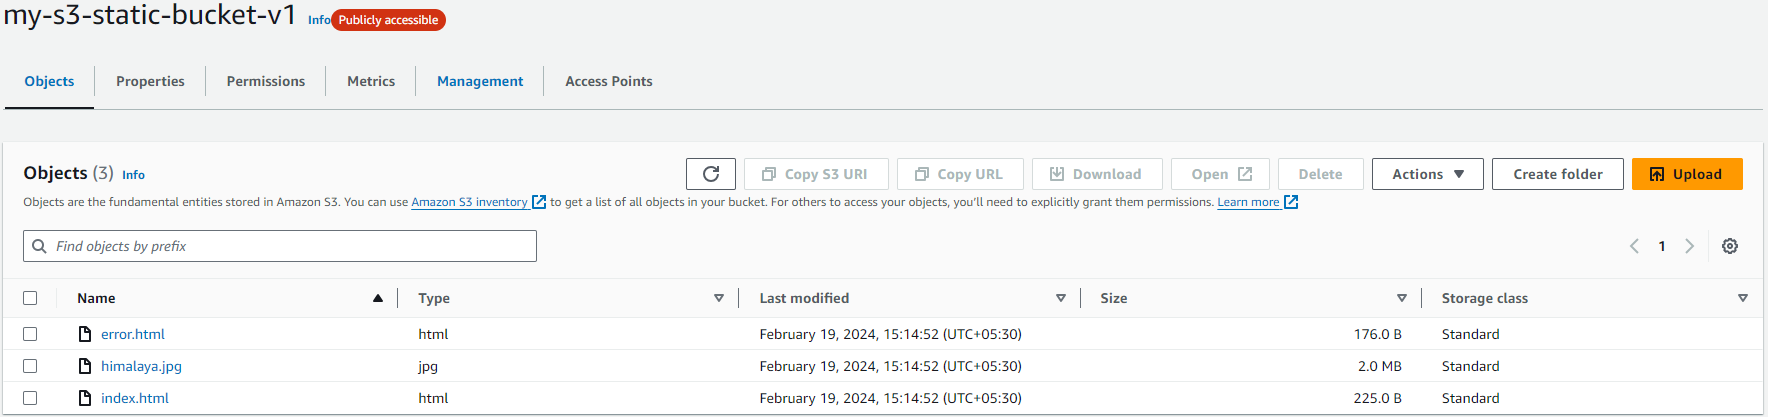 my-s3-static-bucket-v1 Info Publicly accessible
Objects Properties Permissions Metrics Management Access Points
Objects (3) Info Copy S3 URI Copy URL Download Open Delete Actions Create folder Upload
Objects are the fundamental entities stored in Amazon S3. You can use Amazon S3 inventory to get a list of all objects in your bucket. For others to access your objects, you'll need to explicitly grant them permissions. Learn more
Find objects by prefix 1
Name Type Last modified Size Storage class
error.html html February 19, 2024, 15:14:52 (UTC+05:30) 176.0 B Standard
himalaya.jpg jpg February 19, 2024, 15:14:52 (UTC+05:30) 2.0 MB Standard
index.html html February 19, 2024, 15:14:52 (UTC+05:30) 225.0 B Standard